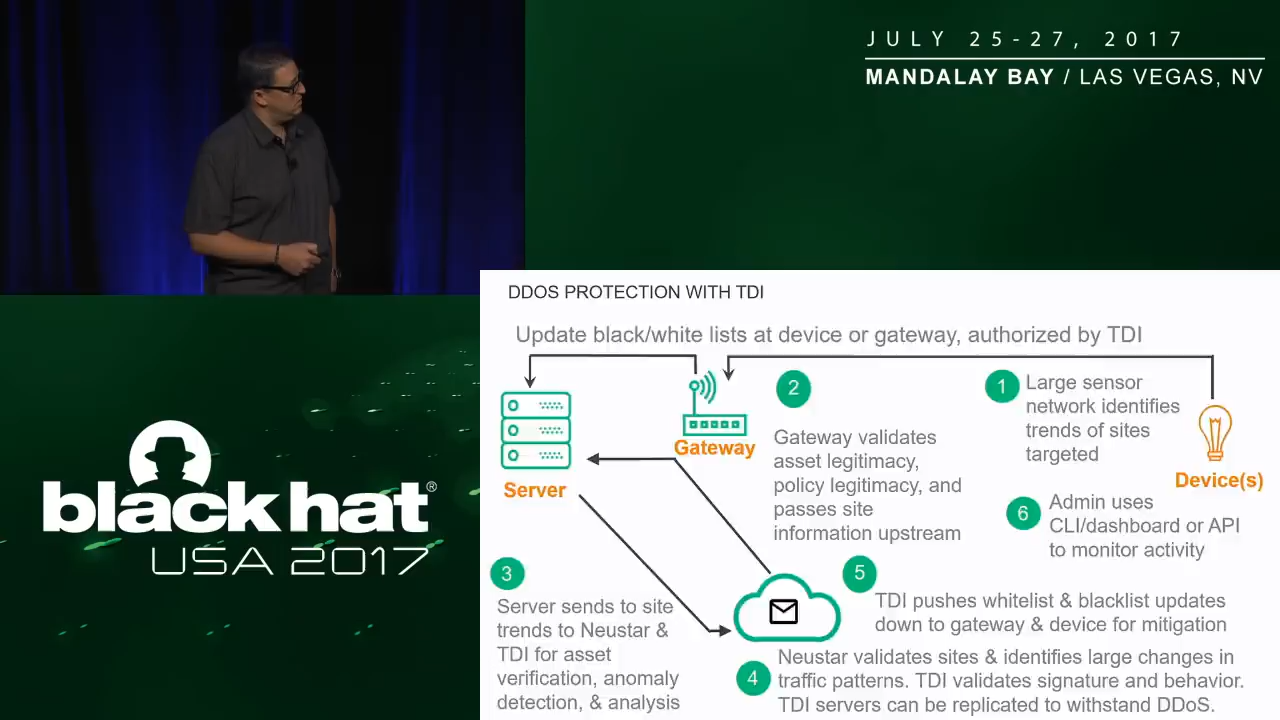 JULY 25-27, 2017
MANDALAY BAY / LAS VEGAS, NV
DDOS PROTECTION WITH TDI
Update black/white lists at device or gateway, authorized by TDI
Server
Gateway
2
Gateway validates
asset legitimacy,
policy legitimacy, and
passes site
information upstream
1
Large sensor
network identifies
trends of sites
targeted
Device(s)
6
Admin uses
CLI/dashboard or API
to monitor activity
3
Server sends to site
trends to Neustar &
TDI for asset
verification, anomaly
detection, & analysis
5
TDI pushes whitelist & blacklist updates
down to gateway & device for mitigation
4
Neustar validates sites & identifies large changes in
traffic patterns. TDI validates signature and behavior.
TDI servers can be replicated to withstand DDoS.
black hat®
USA 2017